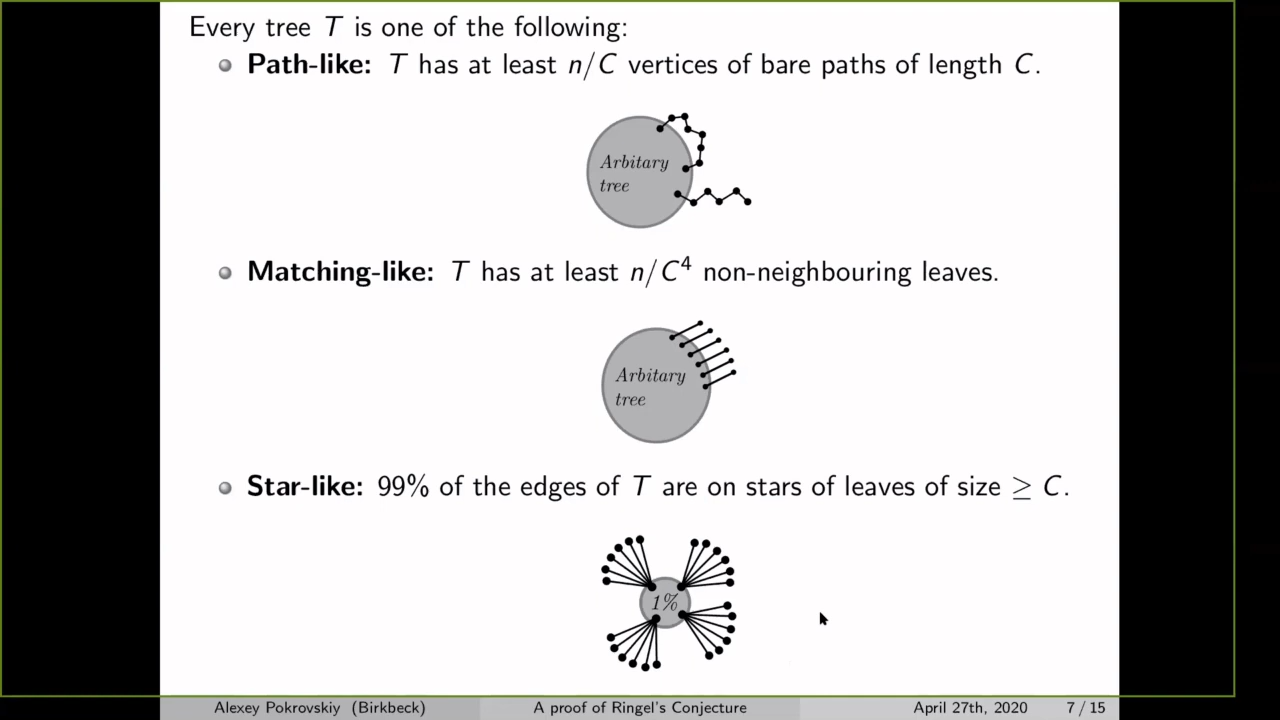 Every tree T is one of the following:
Path-like: T has at least n/C vertices of bare paths of length C.
Arbitary
tree
Matching-like: T has at least n/C⁴ non-neighbouring leaves.
Arbitary
tree
Star-like: 99% of the edges of T are on stars of leaves of size ≥ C.
1%
Alexey Pokrovskiy (Birkbeck) A proof of Ringel's Conjecture April 27th, 2020 7 / 15